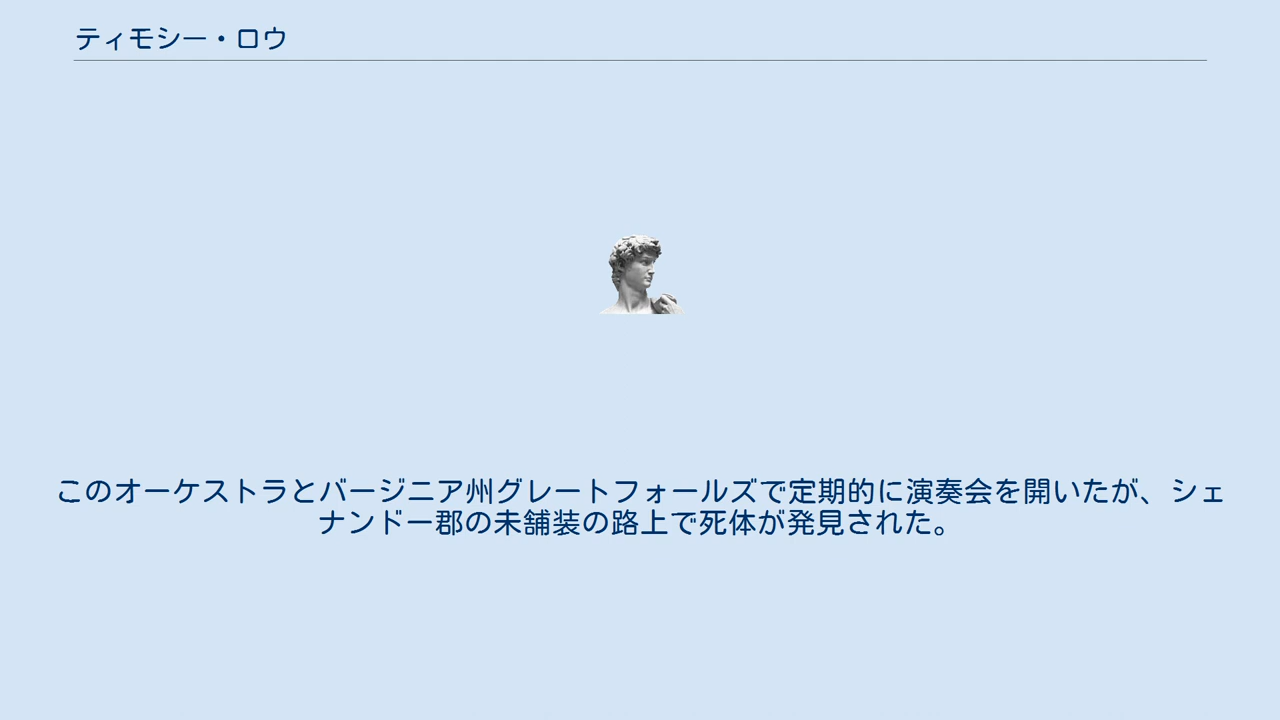 ティモシー・ロウ
このオーケストラとバージニア州グレートフォールズで定期的に演奏会を開いたが、シェ
ナンドー郡の未舗装の路上で死体が発見された。